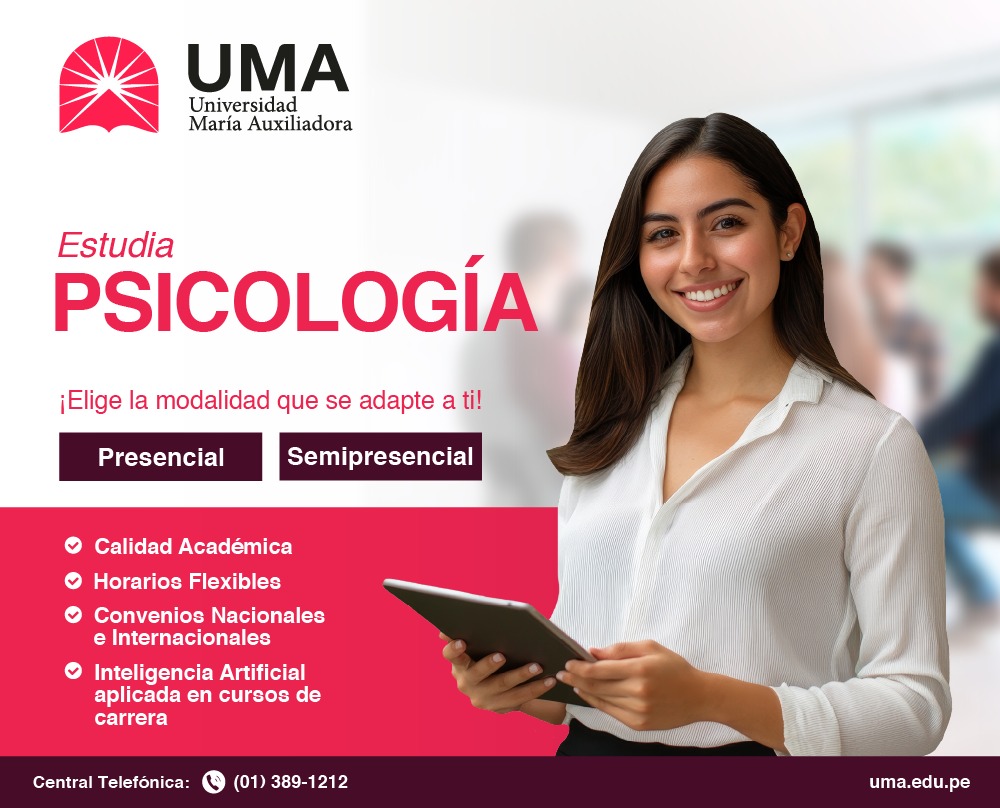 UMA
Universidad
María Auxiliadora
Estudia
PSICOLOGÍA
¡Elige la modalidad que se adapte a ti!
Presencial
Semipresencial
Calidad Académica
Horarios Flexibles
Convenios Nacionales
e Internacionales
Inteligencia Artificial
aplicada en cursos de
carrera
Central Telefónica: (01) 389-1212
uma.edu.pe